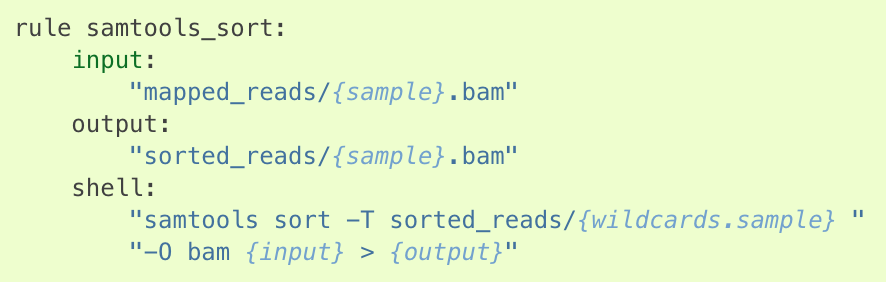 rule samtools_sort:
    input:
        "mapped_reads/{sample}.bam"
    output:
        "sorted_reads/{sample}.bam"
    shell:
        "samtools sort -T sorted_reads/{wildcards.sample} "
        "-O bam {input} > {output}"